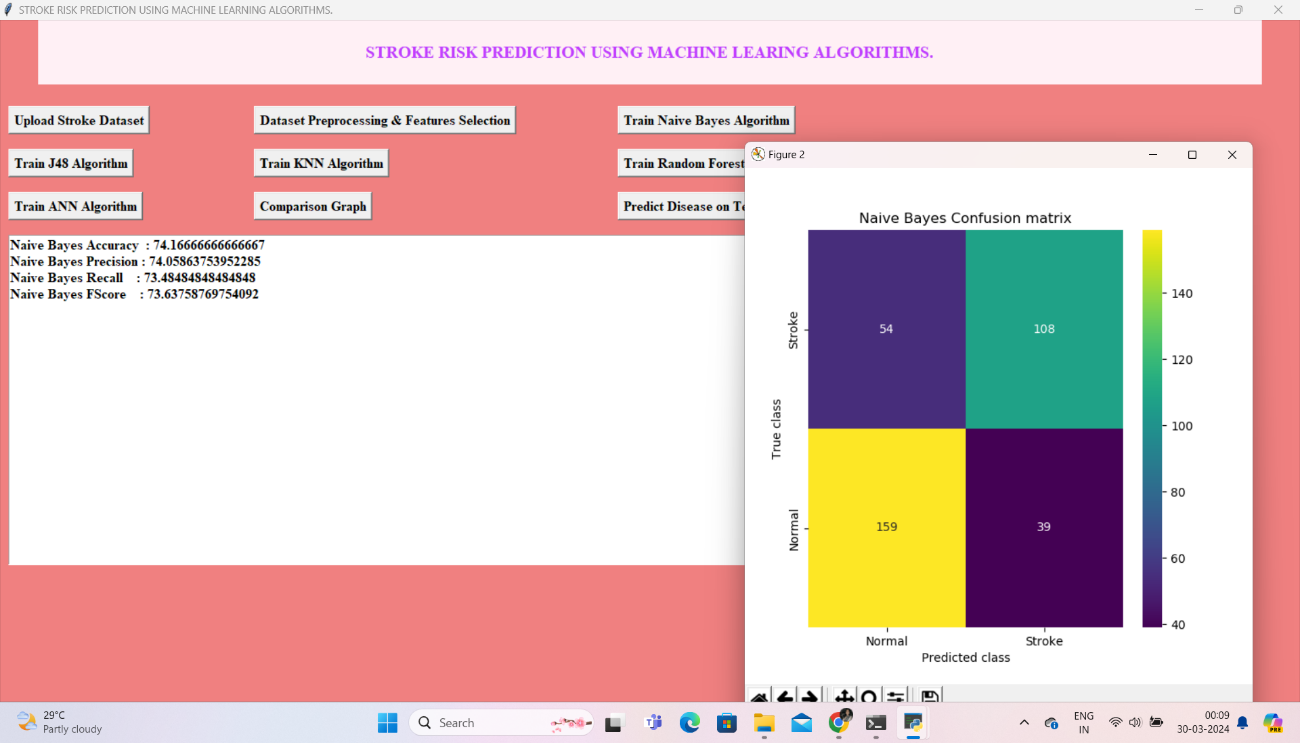 STROKE RISK PREDICTION USING MACHINE LEARNING ALGORITHMS.
STROKE RISK PREDICTION USING MACHINE LEARING ALGORITHMS.
Upload Stroke Dataset
Dataset Preprocessing & Features Selection
Train Naive Bayes Algorithm
Train J48 Algorithm
Train KNN Algorithm
Train Random Forest
Train ANN Algorithm
Comparison Graph
Predict Disease on
Naive Bayes Accuracy : 74.16666666666667
Naive Bayes Precision : 74.05863753952285
Naive Bayes Recall : 73.48484848484848
Naive Bayes FScore : 73.63758769754092
Figure 2
Naive Bayes Confusion matrix
True class
Stroke
54
108
Normal
159
39
Normal
Stroke
Predicted class
140
120
100
80
60
40
29°C
Partly cloudy
Search
ENG
IN
00:09
30-03-2024
PRE